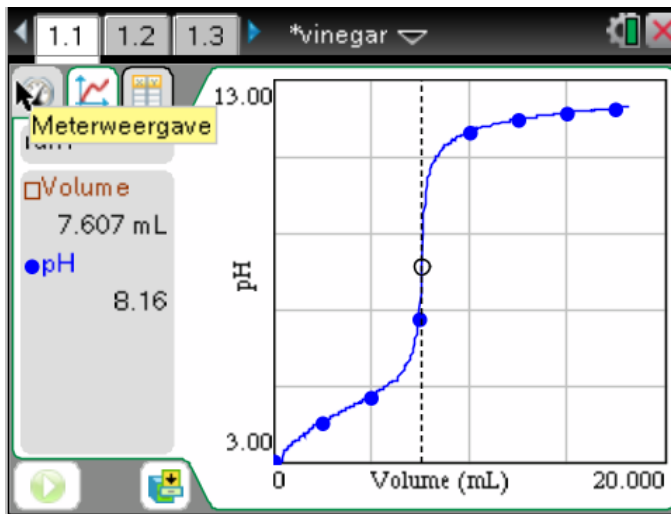 1.1 1.2 1.3 *vinegar
Meterweergave
Volume
7.607 mL
pH
8.16
13.00
pH
3.00
0 Volume (mL) 20.000